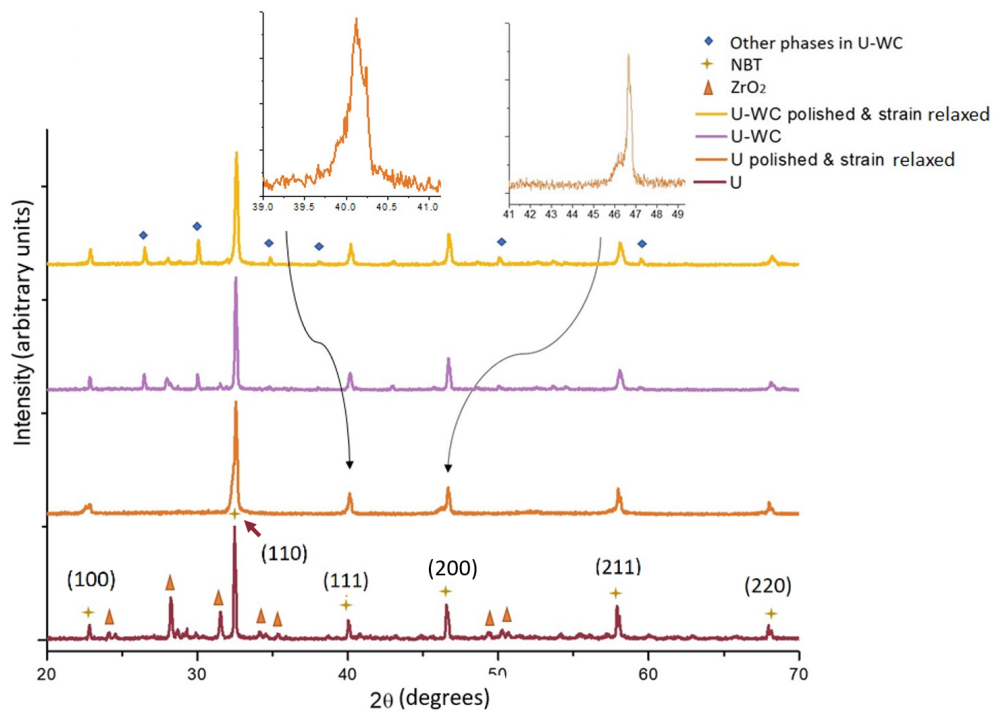 Other phases in U-WC
NBT
ZrO₂
U-WC polished & strain relaxed
U-WC
U polished & strain relaxed
U
39.0 39.5 40.0 40.5 41.0
41 42 43 44 45 46 47 48 49
Intensity (arbitrary units)
(100)
(110)
(111)
(200)
(211)
(220)
20 30 40 50 60 70
2θ (degrees)